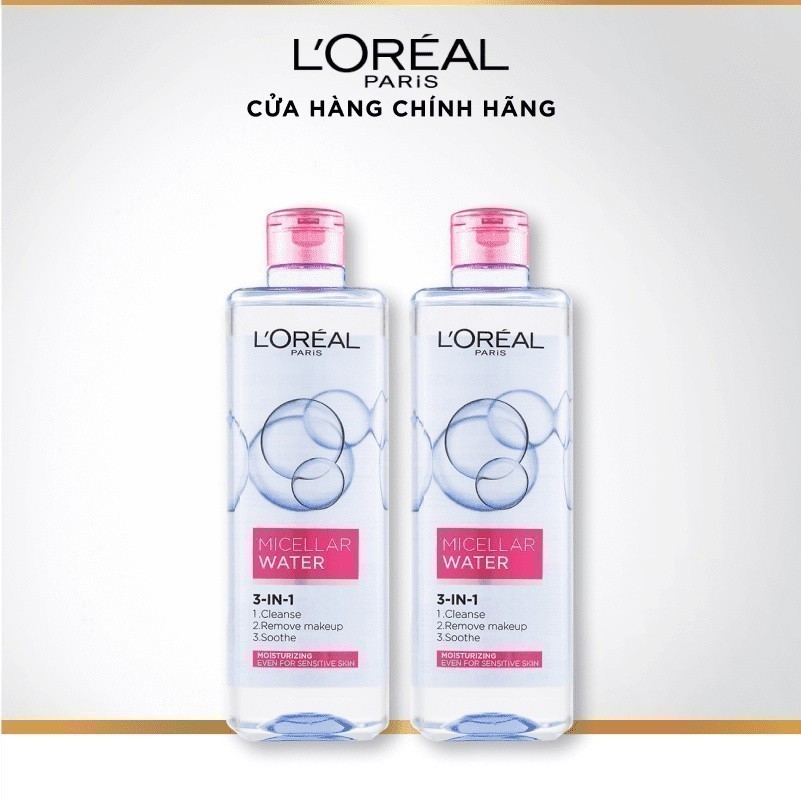 L'ORÉAL
PARiS
CỬA HÀNG CHÍNH HÃNG
L'ORÉAL
PARIS
MICELLAR
WATER
3-IN-1
1.Cleanse
2.Remove makeup
3.Soothe
MOISTURIZING
EVEN FOR SENSITIVE SKIN
L'ORÉAL
PARIS
MICELLAR
WATER
3-IN-1
1.Cleanse
2.Remove makeup
3.Soothe
MOISTURIZING
EVEN FOR SENSITIVE SKIN